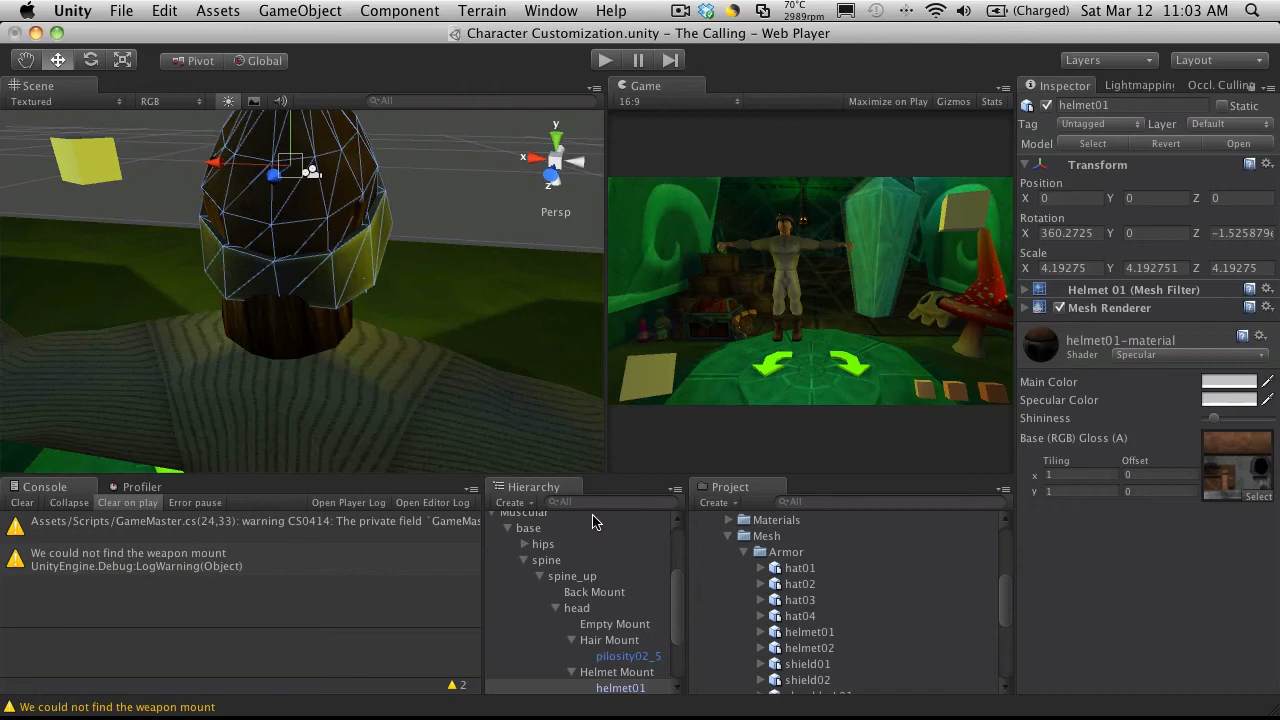 Unity File Edit Assets GameObject Component Terrain Window Help 70°C 2989rpm (Charged) Sat Mar 12 11:03 AM
Character Customization.unity - The Calling - Web Player
Pivot Global Layers Layout
Scene
Textured RGB All
y
x
z
Persp
Game
16:9 Maximize on Play Gizmos Stats
Inspector Lightmapping Occl. Culling
helmet01 Static
Tag Untagged Layer Default
Model Select Revert Open
Transform
Position
X 0 Y 0 Z 0
Rotation
X 360.2725 Y 0 Z -1.525879e
Scale
X 4.19275 Y 4.192751 Z 4.19275
Helmet 01 (Mesh Filter)
Mesh Renderer
helmet01-material
Shader Specular
Main Color
Specular Color
Shininess
Base (RGB) Gloss (A)
Tiling Offset
x 1 0
y 1 0
Select
Console Profiler
Clear Collapse Clear on play Error pause Open Player Log Open Editor Log
Assets/Scripts/GameMaster.cs(24,33): warning CS0414: The private field `GameMas
We could not find the weapon mount
UnityEngine.Debug:LogWarning(Object)
2
We could not find the weapon mount
Hierarchy
Create All
Muscular
base
hips
spine
spine_up
Back Mount
head
Empty Mount
Hair Mount
pilosity02_5
Helmet Mount
helmet01
Project
Create All
Materials
Mesh
Armor
hat01
hat02
hat03
hat04
helmet01
helmet02
shield01
shield02